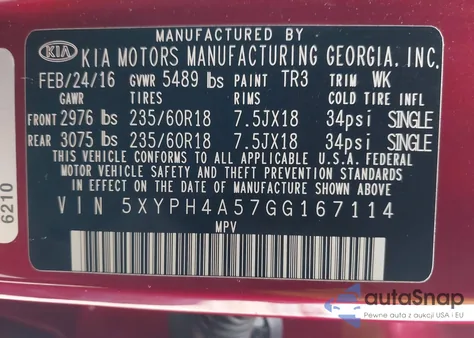 MANUFACTURED BY
KIA KIA MOTORS MANUFACTURING GEORGIA, INC.
FEB/24/16 GVWR 5489 lbs PAINT TR3 TRIM WK
GAWR TIRES RIMS COLD TIRE INFL
FRONT 2976 lbs 235/60R18 7.5JX18 34psi SINGLE
REAR 3075 lbs 235/60R18 7.5JX18 34psi SINGLE
THIS VEHICLE CONFORMS TO ALL APPLICABLE U.S. FEDERAL
MOTOR VEHICLE SAFETY AND THEFT PREVENTION STANDARDS
IN EFFECT ON THE DATE OF MANUFACTURE SHOWN ABOVE.
VIN 5XYPH4A57GG167114
MPV
6210
autoSnap
Pewne auta z USA i EU